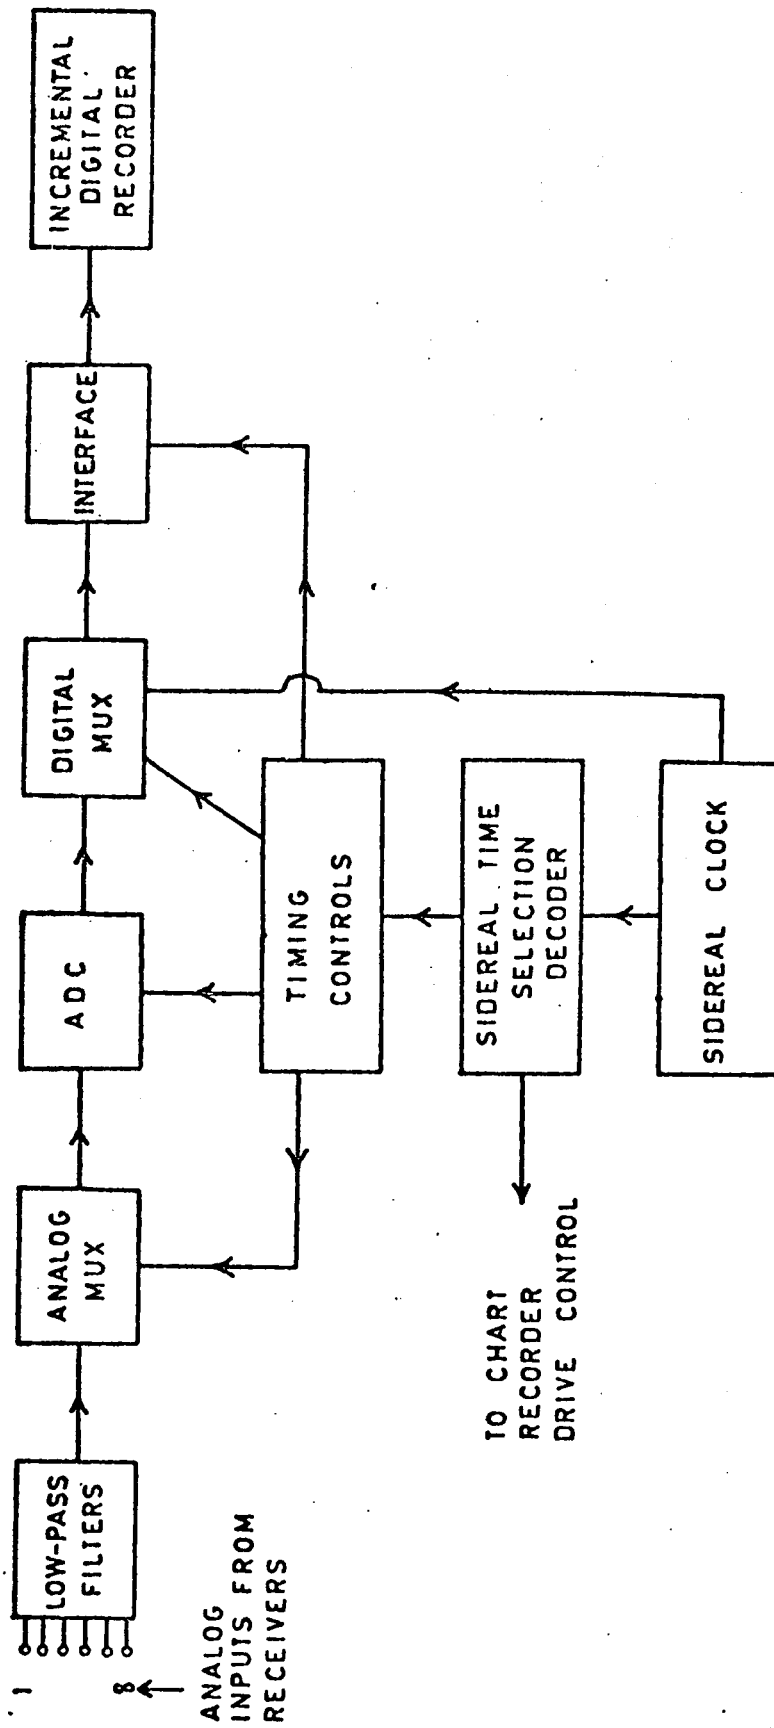 1
8
ANALOG
INPUTS FROM
RECEIVERS
LOW-PASS
FILTERS
ANALOG
MUX
ADC
DIGITAL
MUX
INTERFACE
INCREMENTAL
DIGITAL
RECORDER
TIMING
CONTROLS
SIDEREAL TIME
SELECTION
DECODER
TO CHART
RECORDER
DRIVE CONTROL
SIDEREAL CLOCK